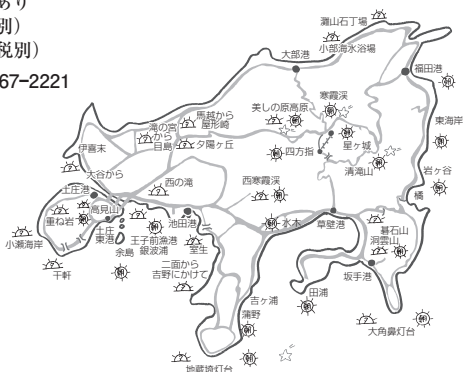 あり
別）
税別）
67-2221
灘山石丁場
小部海水浴場
大部港
福田港
美しの原高原
寒霞渓
東海岸
馬越から
屋形崎
滝の宮
から
目島
夕陽ヶ丘
四方指
星ヶ城
清滝山
岩ヶ谷
伊喜末
大谷から
土庄港
西の滝
西寒霞渓
橘
高見山
重ね岩
土庄
東港
王子前漁港
銀波浦
池田港
室生
水木
草壁港
碁石山
洞雲山
小瀬海岸
余島
千軒
二面から
吉野にかけて
坂手港
田浦
吉ヶ浦
蒲野
大角鼻灯台
地蔵埼灯台